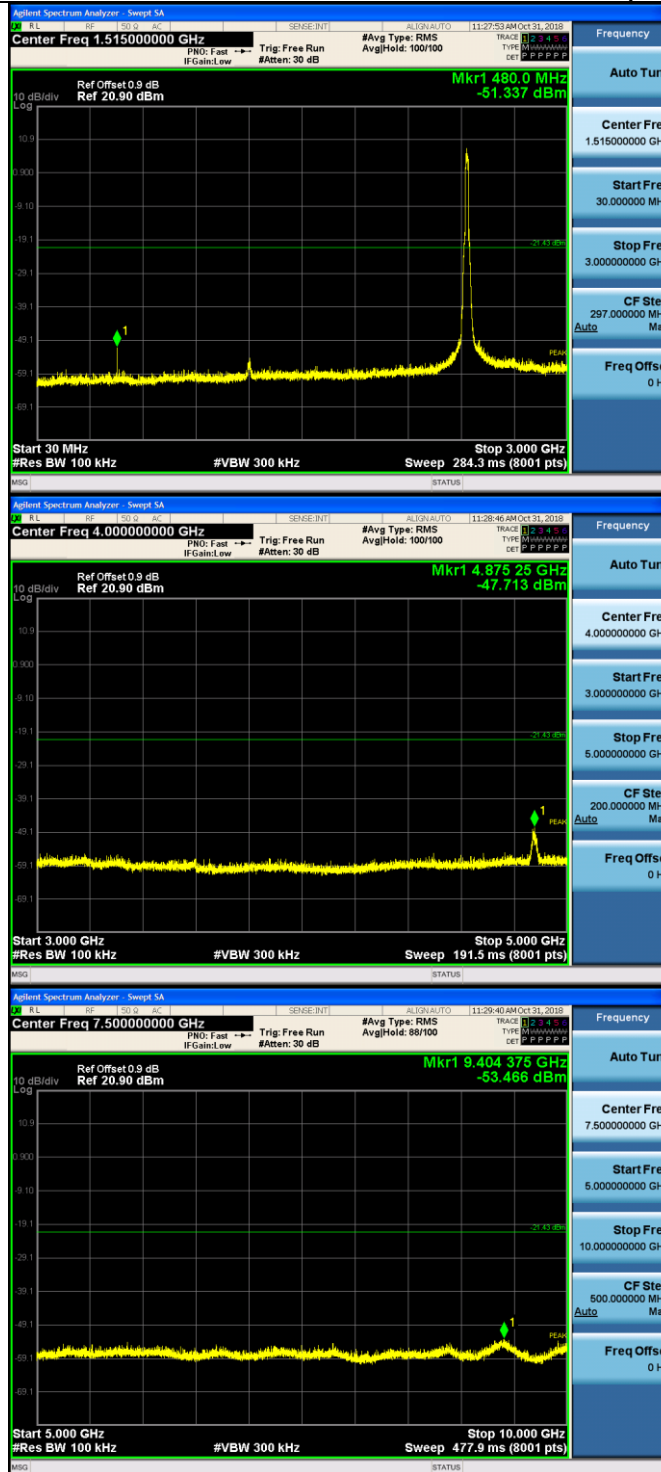 Agilent Spectrum Analyzer - Swept SA
RL RF 50 Ω AC SENSE:INT ALIGN AUTO 11:27:53 AM Oct 31, 2018
Center Freq 1.515000000 GHz #Avg Type: RMS TRACE 1 2 3 4 5 6
PNO: Fast Trig: Free Run Avg|Hold: 100/100 TYPE M
IFGain:Low #Atten: 30 dB DET P P P P P P
Mkr1 480.0 MHz
Ref Offset 0.9 dB
10 dB/div Ref 20.90 dBm -51.337 dBm
Log
10.9
0.900
-9.10
-19.1
-21.43 dBm
-29.1
-39.1
-49.1
1
PEAK
-59.1
-69.1
Start 30 MHz Stop 3.000 GHz
#Res BW 100 kHz #VBW 300 kHz Sweep 284.3 ms (8001 pts)
MSG STATUS
Frequency
Auto Tun
Center Fre
1.515000000 GH
Start Fre
30.000000 MH
Stop Fre
3.000000000 GH
CF Ste
297.000000 MH
Auto Ma
Freq Offse
0 H
Agilent Spectrum Analyzer - Swept SA
RL RF 50 Ω AC SENSE:INT ALIGN AUTO 11:28:46 AM Oct 31, 2018
Center Freq 4.000000000 GHz #Avg Type: RMS TRACE 1 2 3 4 5 6
PNO: Fast Trig: Free Run Avg|Hold: 100/100 TYPE M
IFGain:Low #Atten: 30 dB DET P P P P P P
Mkr1 4.875 25 GHz
Ref Offset 0.9 dB
10 dB/div Ref 20.90 dBm -47.713 dBm
Log
10.9
0.900
-9.10
-19.1
-21.43 dBm
-29.1
-39.1
1
PEAK
-49.1
-59.1
-69.1
Start 3.000 GHz Stop 5.000 GHz
#Res BW 100 kHz #VBW 300 kHz Sweep 191.5 ms (8001 pts)
MSG STATUS
Frequency
Auto Tun
Center Fre
4.000000000 GH
Start Fre
3.000000000 GH
Stop Fre
5.000000000 GH
CF Ste
200.000000 MH
Auto Ma
Freq Offse
0 H
Agilent Spectrum Analyzer - Swept SA
RL RF 50 Ω AC SENSE:INT ALIGN AUTO 11:29:40 AM Oct 31, 2018
Center Freq 7.500000000 GHz #Avg Type: RMS TRACE 1 2 3 4 5 6
PNO: Fast Trig: Free Run Avg|Hold: 88/100 TYPE M
IFGain:Low #Atten: 30 dB DET P P P P P P
Mkr1 9.404 375 GHz
Ref Offset 0.9 dB
10 dB/div Ref 20.90 dBm -53.466 dBm
Log
10.9
0.900
-9.10
-19.1
-21.43 dBm
-29.1
-39.1
-49.1
1
PEAK
-59.1
-69.1
Start 5.000 GHz Stop 10.000 GHz
#Res BW 100 kHz #VBW 300 kHz Sweep 477.9 ms (8001 pts)
MSG STATUS
Frequency
Auto Tun
Center Fre
7.500000000 GH
Start Fre
5.000000000 GH
Stop Fre
10.000000000 GH
CF Ste
500.000000 MH
Auto Ma
Freq Offse
0 H